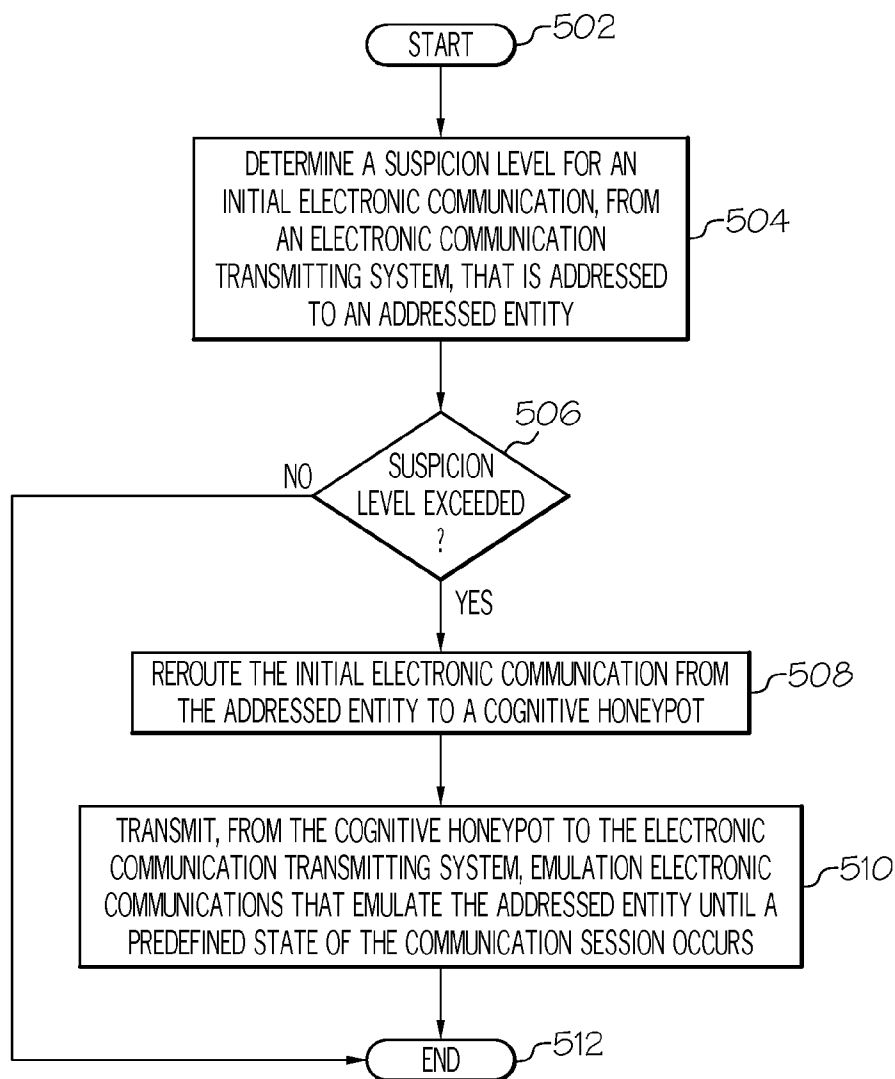 START
502
DETERMINE A SUSPICION LEVEL FOR AN
INITIAL ELECTRONIC COMMUNICATION, FROM
AN ELECTRONIC COMMUNICATION
TRANSMITTING SYSTEM, THAT IS ADDRESSED
TO AN ADDRESSED ENTITY
504
506
SUSPICION
LEVEL EXCEEDED
?
NO
YES
REROUTE THE INITIAL ELECTRONIC COMMUNICATION FROM
THE ADDRESSED ENTITY TO A COGNITIVE HONEYPOT
508
TRANSMIT, FROM THE COGNITIVE HONEYPOT TO THE ELECTRONIC
COMMUNICATION TRANSMITTING SYSTEM, EMULATION ELECTRONIC
COMMUNICATIONS THAT EMULATE THE ADDRESSED ENTITY UNTIL A
PREDEFINED STATE OF THE COMMUNICATION SESSION OCCURS
510
END
512